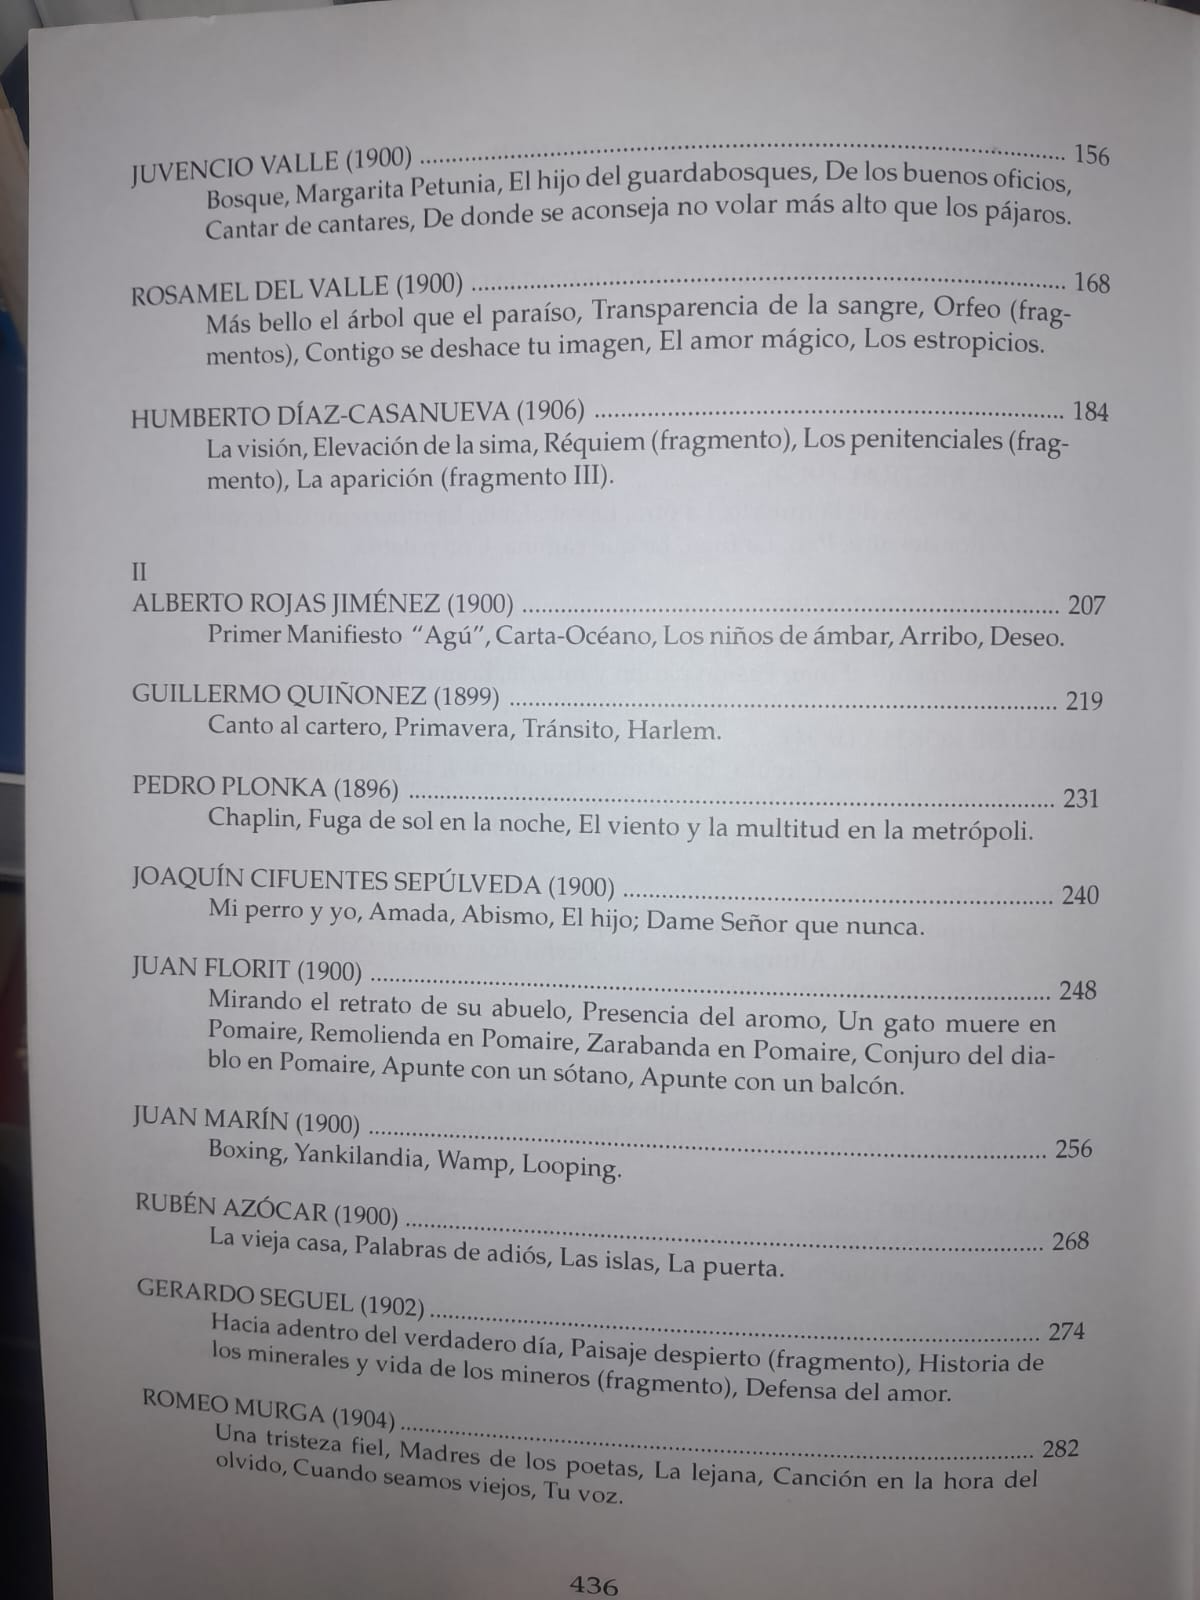 JUVENCIO VALLE (1900) ........ 156
Bosque, Margarita Petunia, El hijo del guardabosques, De los buenos oficios,
Cantar de cantares, De donde se aconseja no volar más alto que los pájaros.
ROSAMEL DEL VALLE (1900) ........ 168
Más bello el árbol que el paraíso, Transparencia de la sangre, Orfeo (frag-
mentos), Contigo se deshace tu imagen, El amor mágico, Los estropicios.
HUMBERTO DÍAZ-CASANUEVA (1906) ........ 184
La visión, Elevación de la sima, Réquiem (fragmento), Los penitenciales (frag-
mento), La aparición (fragmento III).
II
ALBERTO ROJAS JIMÉNEZ (1900) ........ 207
Primer Manifiesto “Agú”, Carta-Océano, Los niños de ámbar, Arribo, Deseo.
GUILLERMO QUIÑONEZ (1899) ........ 219
Canto al cartero, Primavera, Tránsito, Harlem.
PEDRO PLONKA (1896) ........ 231
Chaplin, Fuga de sol en la noche, El viento y la multitud en la metrópoli.
JOAQUÍN CIFUENTES SEPÚLVEDA (1900) ........ 240
Mi perro y yo, Amada, Abismo, El hijo; Dame Señor que nunca.
JUAN FLORIT (1900) ........ 248
Mirando el retrato de su abuelo, Presencia del aromo, Un gato muere en
Pomaire, Remolienda en Pomaire, Zarabanda en Pomaire, Conjuro del dia-
blo en Pomaire, Apunte con un sótano, Apunte con un balcón.
JUAN MARÍN (1900) ........ 256
Boxing, Yankilandia, Wamp, Looping.
RUBÉN AZÓCAR (1900) ........ 268
La vieja casa, Palabras de adiós, Las islas, La puerta.
GERARDO SEGUEL (1902) ........ 274
Hacia adentro del verdadero día, Paisaje despierto (fragmento), Historia de
los minerales y vida de los mineros (fragmento), Defensa del amor.
ROMEO MURGA (1904) ........ 282
Una tristeza fiel, Madres de los poetas, La lejana, Canción en la hora del
olvido, Cuando seamos viejos, Tu voz.
436